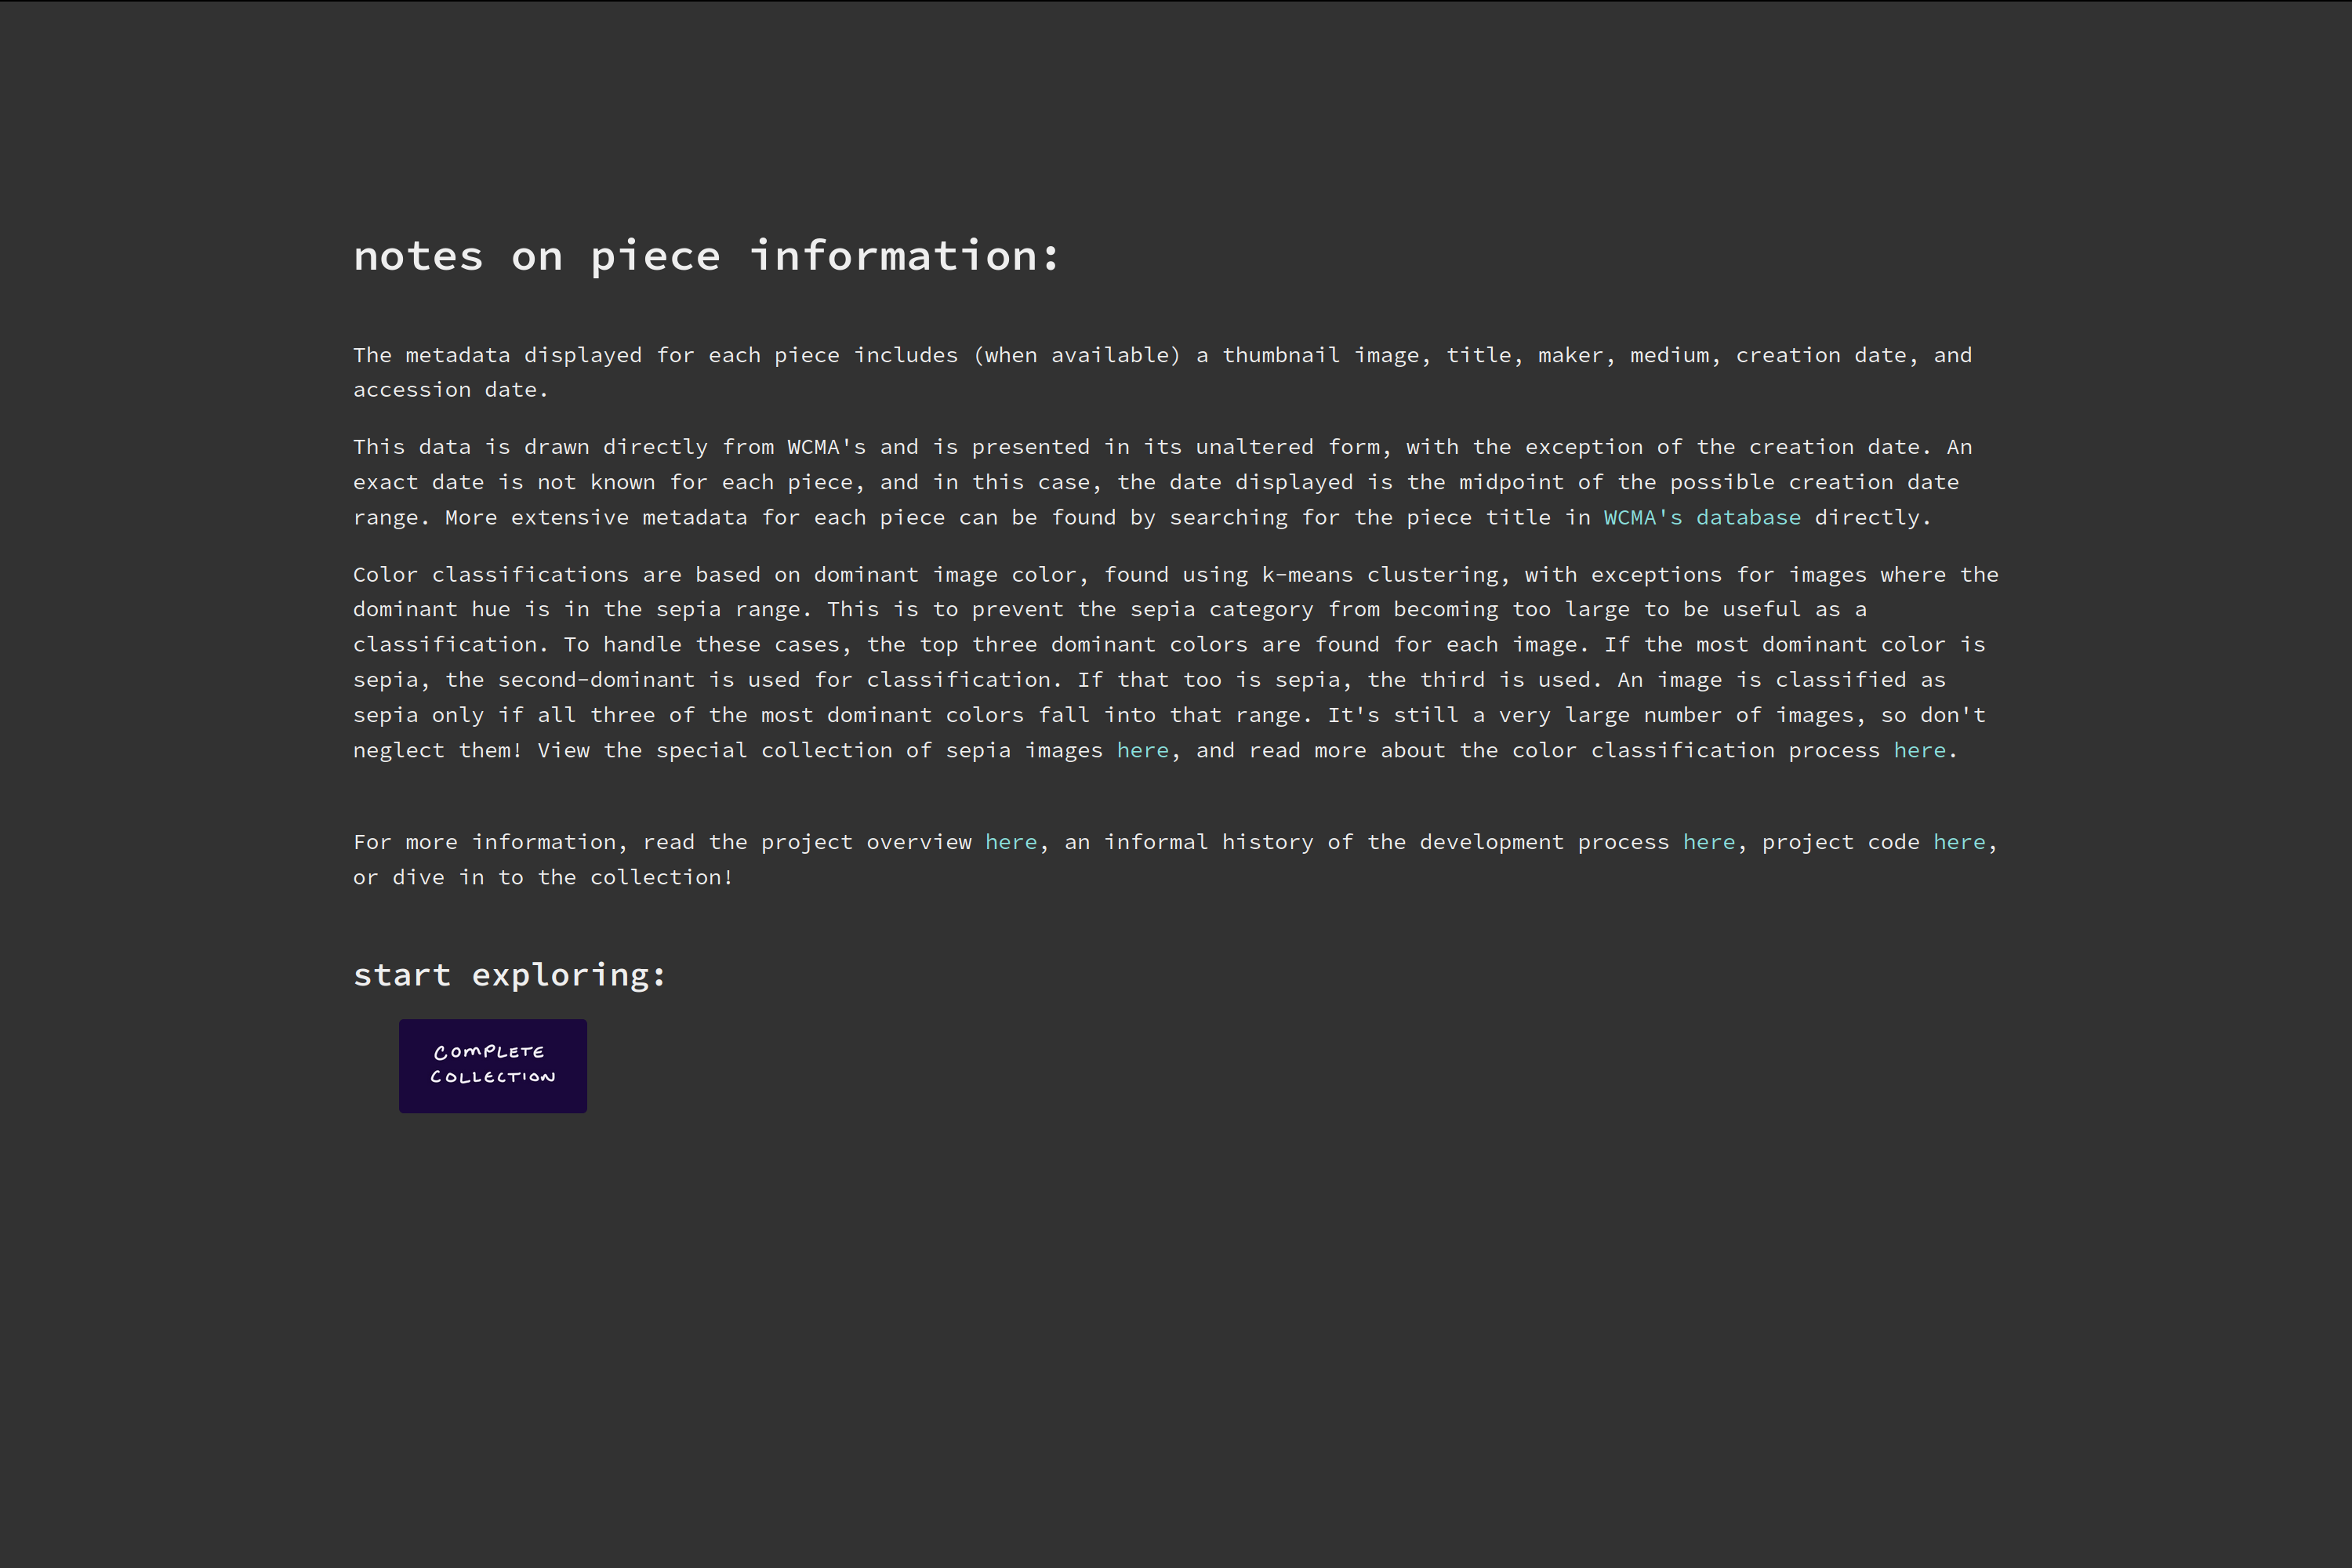 notes on piece information:
The metadata displayed for each piece includes (when available) a thumbnail image, title, maker, medium, creation date, and
accession date.
This data is drawn directly from WCMA's and is presented in its unaltered form, with the exception of the creation date. An
exact date is not known for each piece, and in this case, the date displayed is the midpoint of the possible creation date
range. More extensive metadata for each piece can be found by searching for the piece title in WCMA's database directly.
Color classifications are based on dominant image color, found using k-means clustering, with exceptions for images where the
dominant hue is in the sepia range. This is to prevent the sepia category from becoming too large to be useful as a
classification. To handle these cases, the top three dominant colors are found for each image. If the most dominant color is
sepia, the second-dominant is used for classification. If that too is sepia, the third is used. An image is classified as
sepia only if all three of the most dominant colors fall into that range. It's still a very large number of images, so don't
neglect them! View the special collection of sepia images here, and read more about the color classification process here.
For more information, read the project overview here, an informal history of the development process here, project code here,
or dive in to the collection!
start exploring:
COMPLETE
COLLECTION